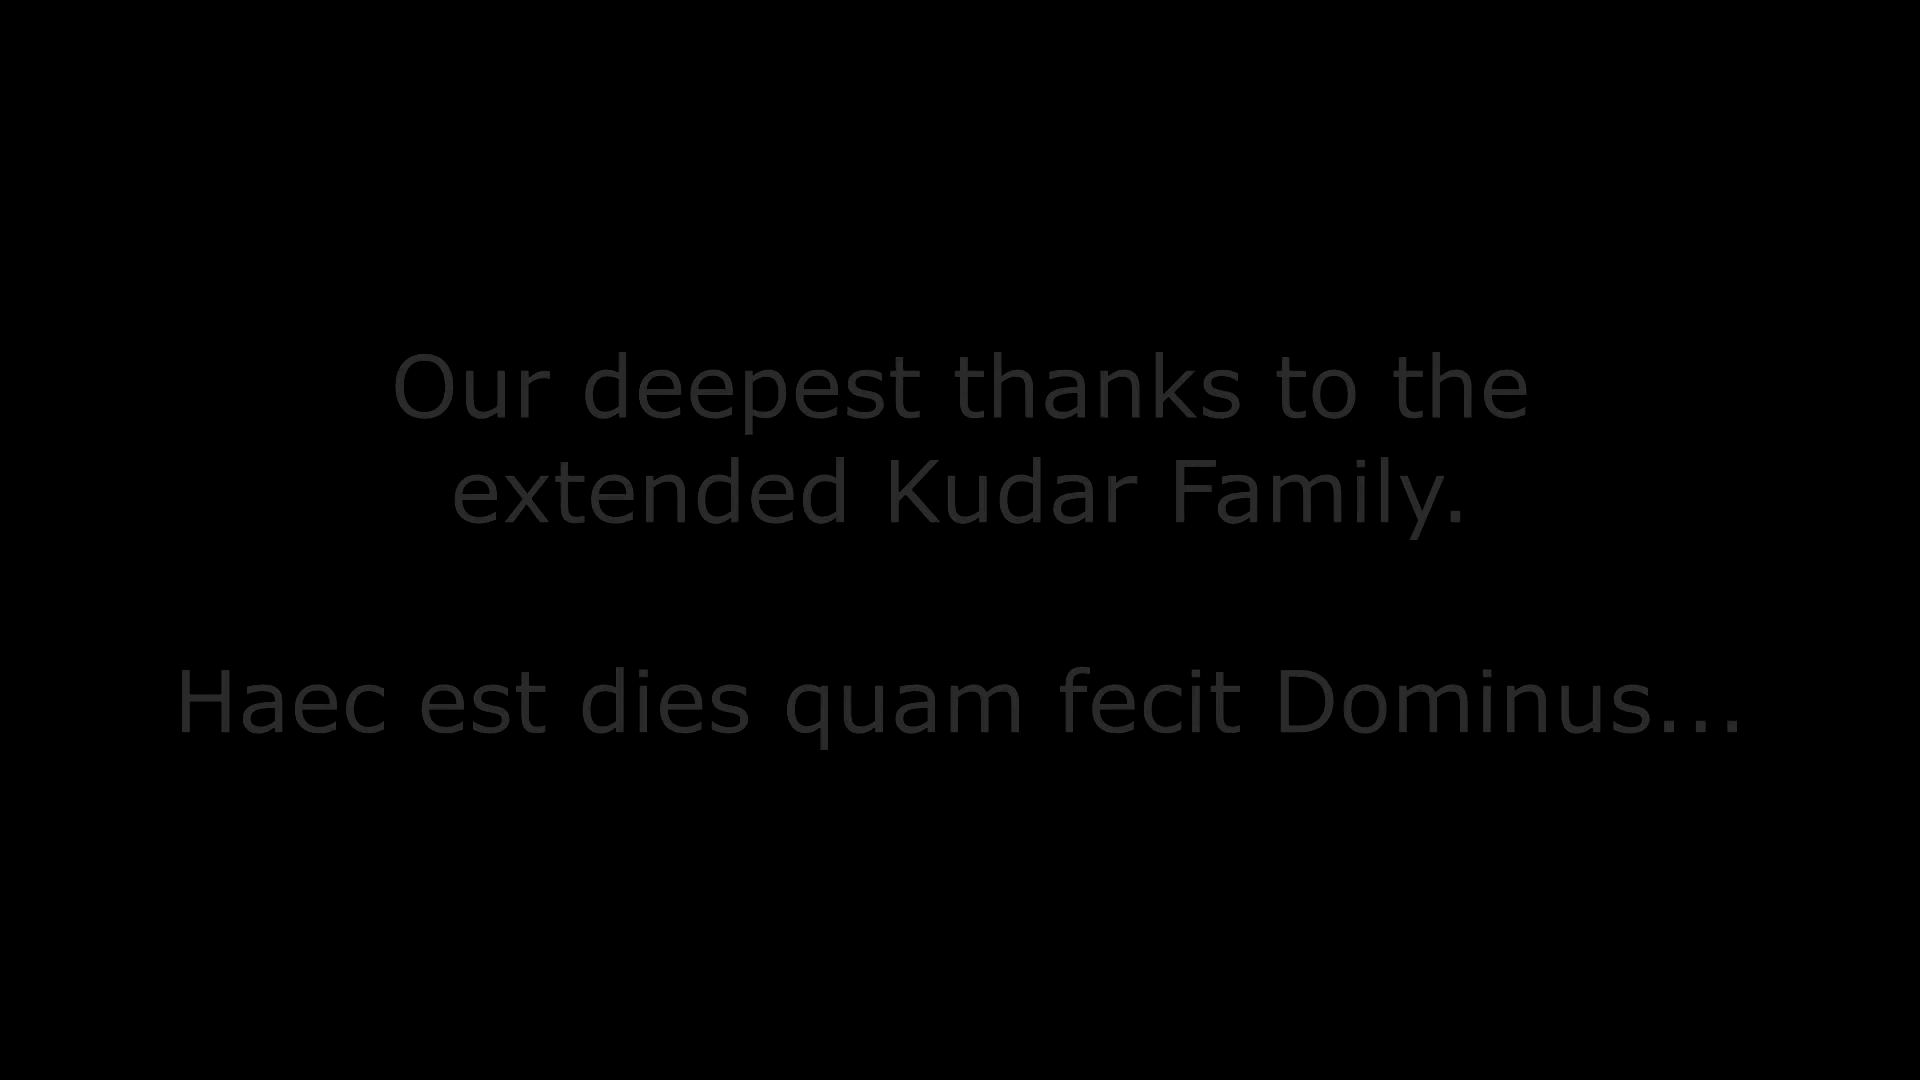 Our deepest thanks to the
extended Kudar Family.
Haec est dies quam fecit Dominus...